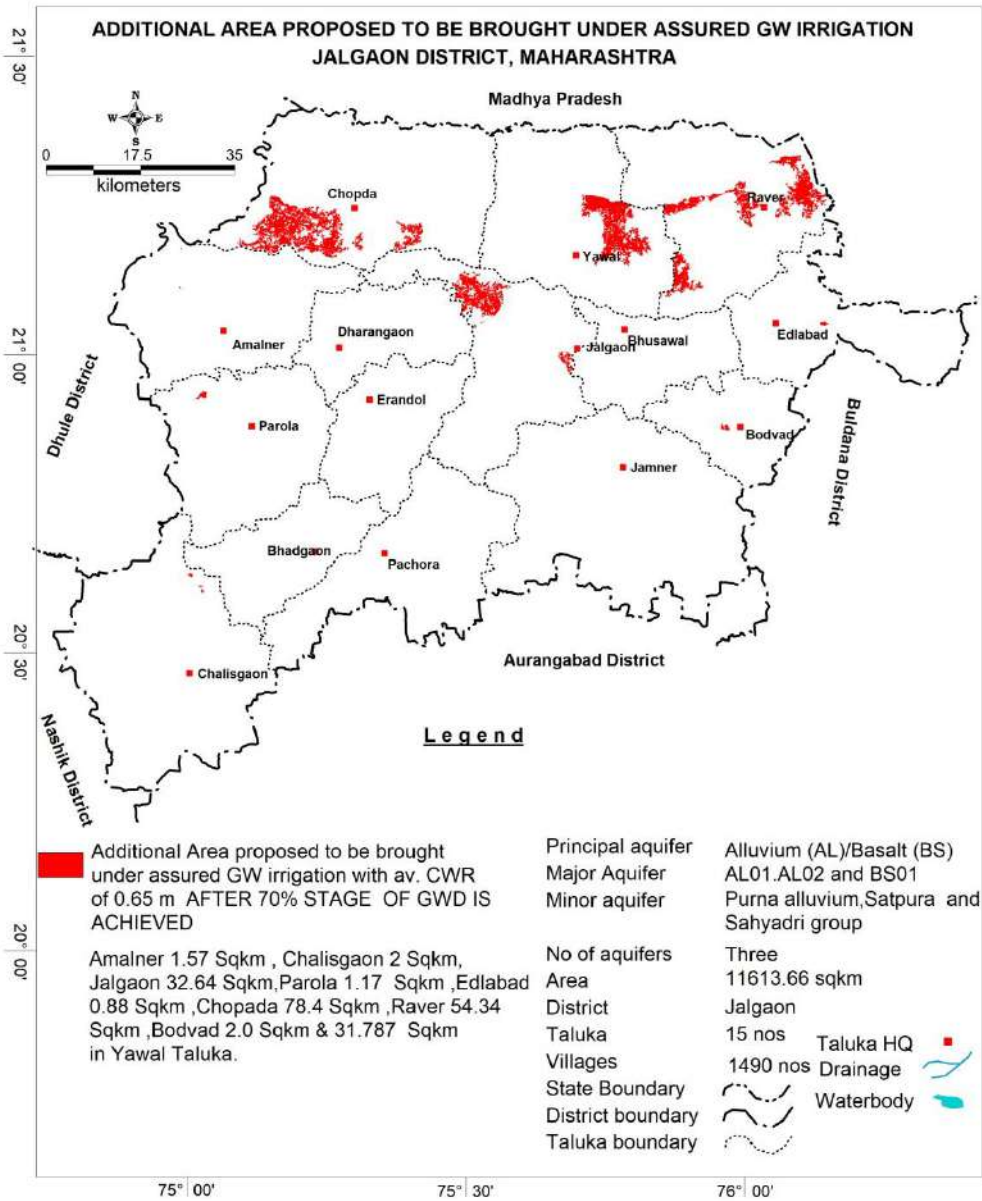 ADDITIONAL AREA PROPOSED TO BE BROUGHT UNDER ASSURED GW IRRIGATION
JALGAON DISTRICT, MAHARASHTRA
21° 30'
21° 00'
20° 30'
20° 00'
N
W E
S
0 17.5 35
kilometers
Madhya Pradesh
Chopda
Raver
Yawal
Amalner
Dharangaon
Jalgaon
Bhusawal
Edlabad
Erandol
Parola
Bodvad
Jamner
Bhadgaon
Pachora
Chalisgaon
Dhule District
Buldana District
Aurangabad District
Nashik District
Legend
Additional Area proposed to be brought
under assured GW irrigation with av. CWR
of 0.65 m AFTER 70% STAGE OF GWD IS
ACHIEVED
Amalner 1.57 Sqkm , Chalisgaon 2 Sqkm,
Jalgaon 32.64 Sqkm,Parola 1.17 Sqkm ,Edlabad
0.88 Sqkm ,Chopada 78.4 Sqkm ,Raver 54.34
Sqkm ,Bodvad 2.0 Sqkm & 31.787 Sqkm
in Yawal Taluka.
Principal aquifer Alluvium (AL)/Basalt (BS)
Major Aquifer AL01.AL02 and BS01
Minor aquifer Purna alluvium,Satpura and
Sahyadri group
No of aquifers Three
Area 11613.66 sqkm
District Jalgaon
Taluka 15 nos
Villages 1490 nos
State Boundary
District boundary
Taluka boundary
Taluka HQ
Drainage
Waterbody
75° 00' 75° 30' 76° 00'